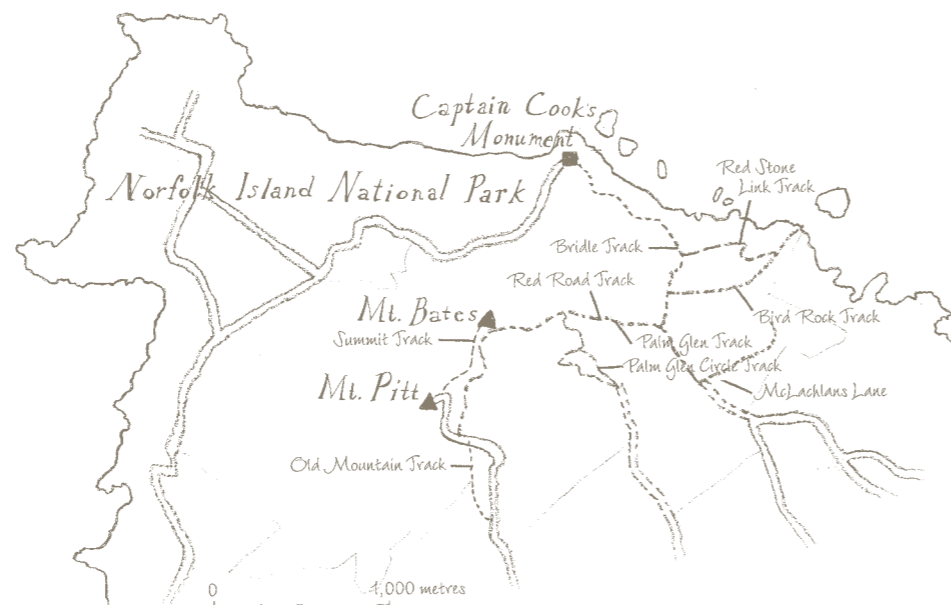 Captain Cook's
Monument
Norfolk Island National Park
Red Stone
Link Track
Bridle Track
Red Road Track
Mt. Bates
Summit Track
Bird Rock Track
Palm Glen Track
Palm Glen Circle Track
Mt. Pitt
McLachlans Lane
Old Mountain Track
0 1,000 metres